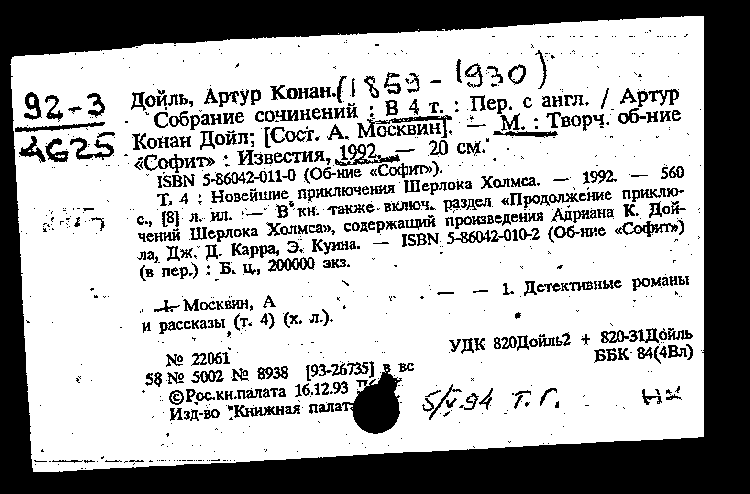 92-3
4625
Дойль, Артур Конан.(1859-1930)
Собрание сочинений : В 4 т. : Пер. с англ. / Артур
Конан Дойл; [Сост. А. Москвин]. — М. : Творч. об-ние
«Софит» : Известия, 1992. — 20 см.
ISBN 5-86042-011-0 (Об-ние «Софит»).
Т. 4 : Новейшие приключения Шерлока Холмса. — 1992. — 560
с., [8] л. ил. — В кн. также включ. раздел «Продолжение приклю-
чений Шерлока Холмса», содержащий произведения Адриана К. Дой-
ла, Дж. Д. Карра, Э. Куина. — ISBN 5-86042-010-2 (Об-ние «Софит»)
(в пер.) : Б. ц., 200000 экз.
1. Москвин, А — — 1. Детективные романы
и рассказы (т. 4) (х. л.).
УДК 820Дойль2 + 820-31Дойль
ББК 84(4Вл)
№ 22061
58 № 5002 № 8938 [93-26735] в вс
©Рос.кн.палата 16.12.93
Изд-во "Книжная палат
5/V.94 Т. Г.